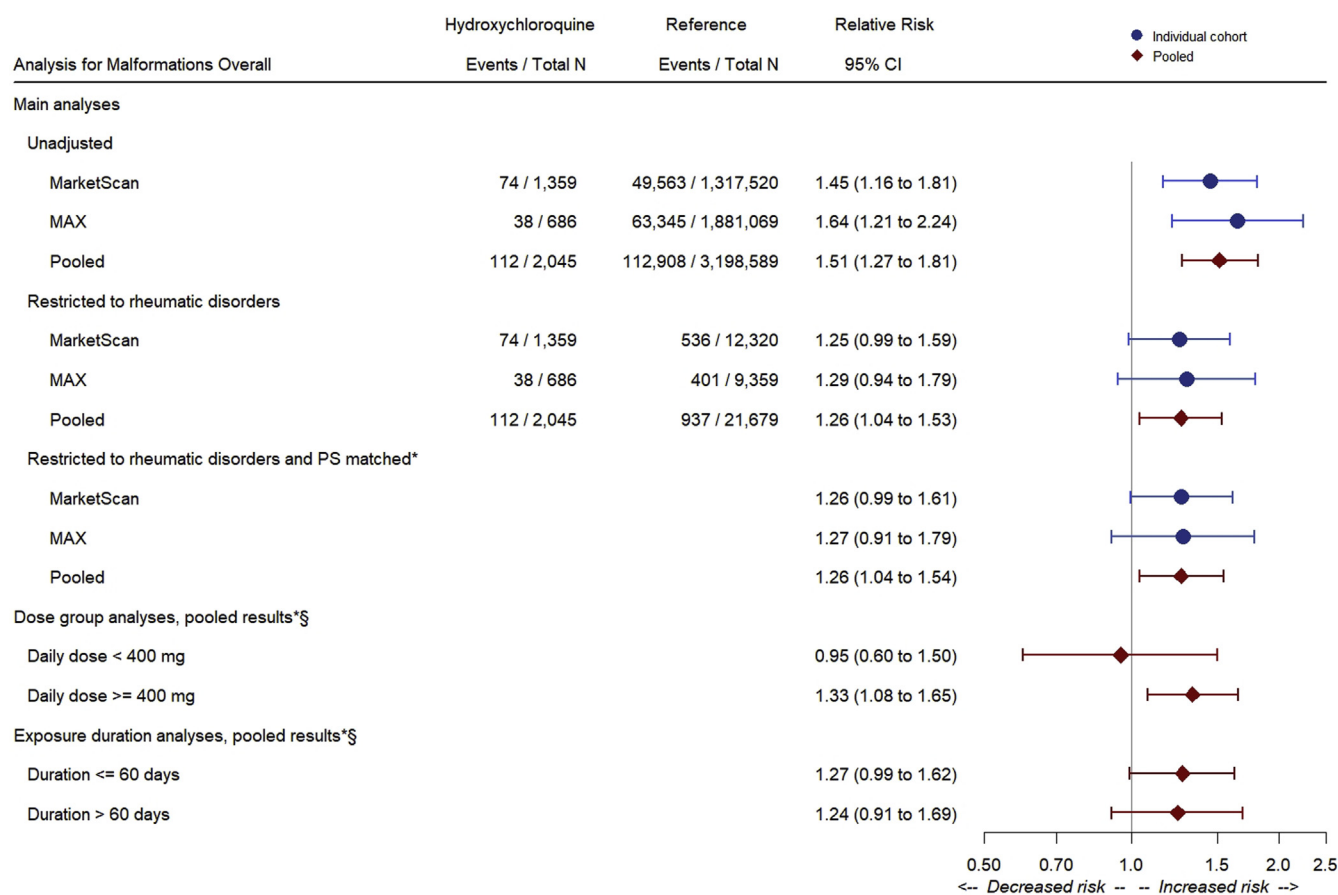 Hydroxychloroquine Reference Relative Risk
Analysis for Malformations Overall Events / Total N Events / Total N 95% CI
Individual cohort
Pooled
Main analyses
Unadjusted
MarketScan 74 / 1,359 49,563 / 1,317,520 1.45 (1.16 to 1.81)
MAX 38 / 686 63,345 / 1,881,069 1.64 (1.21 to 2.24)
Pooled 112 / 2,045 112,908 / 3,198,589 1.51 (1.27 to 1.81)
Restricted to rheumatic disorders
MarketScan 74 / 1,359 536 / 12,320 1.25 (0.99 to 1.59)
MAX 38 / 686 401 / 9,359 1.29 (0.94 to 1.79)
Pooled 112 / 2,045 937 / 21,679 1.26 (1.04 to 1.53)
Restricted to rheumatic disorders and PS matched*
MarketScan 1.26 (0.99 to 1.61)
MAX 1.27 (0.91 to 1.79)
Pooled 1.26 (1.04 to 1.54)
Dose group analyses, pooled results*§
Daily dose < 400 mg 0.95 (0.60 to 1.50)
Daily dose >= 400 mg 1.33 (1.08 to 1.65)
Exposure duration analyses, pooled results*§
Duration <= 60 days 1.27 (0.99 to 1.62)
Duration > 60 days 1.24 (0.91 to 1.69)
0.50 0.70 1.0 1.5 2.0 2.5
<-- Decreased risk -- -- Increased risk -->